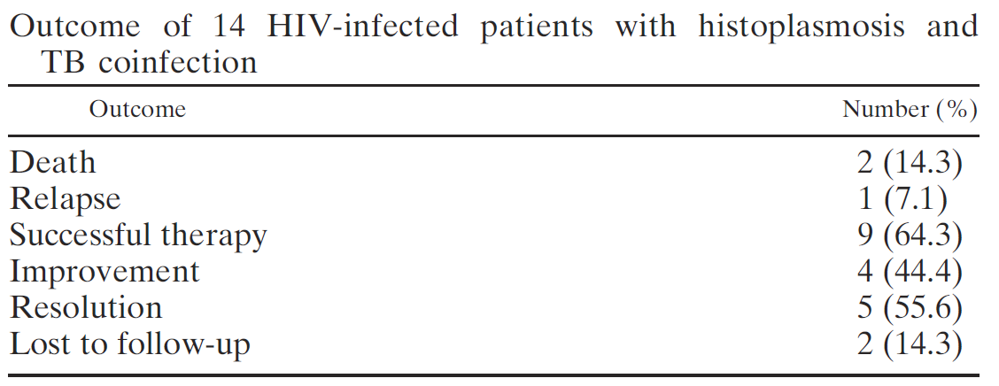 Outcome of 14 HIV-infected patients with histoplasmosis and
TB coinfection
Outcome Number (%)
Death 2 (14.3)
Relapse 1 (7.1)
Successful therapy 9 (64.3)
Improvement 4 (44.4)
Resolution 5 (55.6)
Lost to follow-up 2 (14.3)